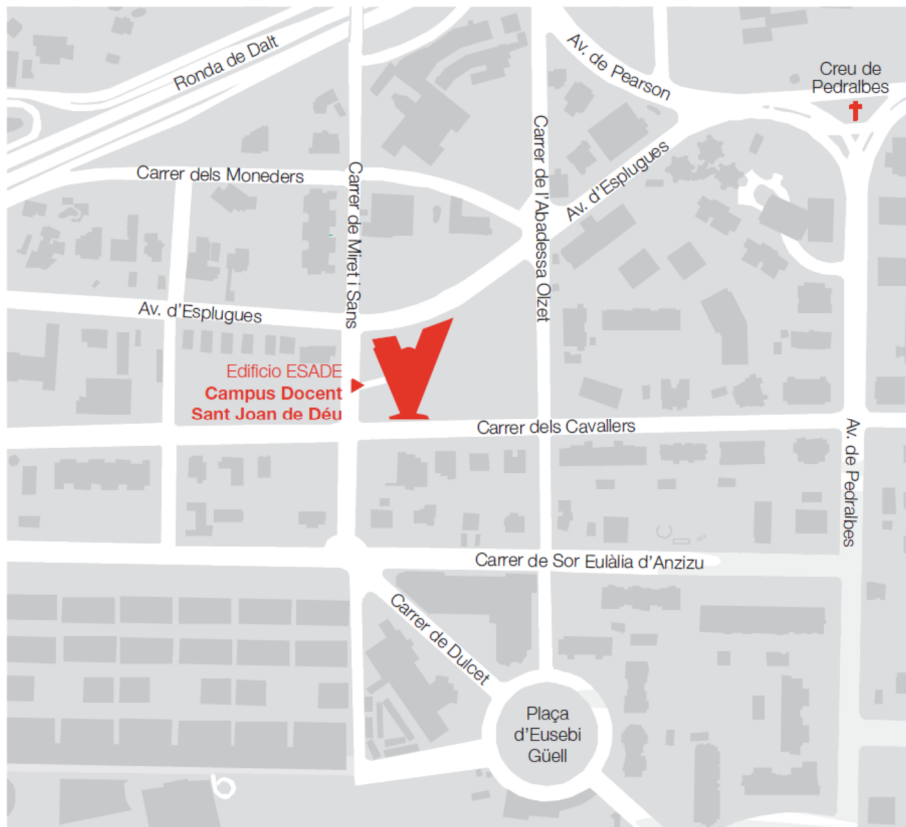 Ronda de Dalt
Av. de Pearson
Creu de
Pedralbes
Carrer dels Moneders
Carrer de Miret i Sans
Carrer de l'Abadessa Olzet
Av. d'Esplugues
Av. d'Esplugues
Edificio ESADE
Campus Docent
Sant Joan de Déu
Carrer dels Cavallers
Av. de Pedralbes
Carrer de Sor Eulàlia d'Anzizu
Carrer de Dulcet
Plaça
d'Eusebi
Güell